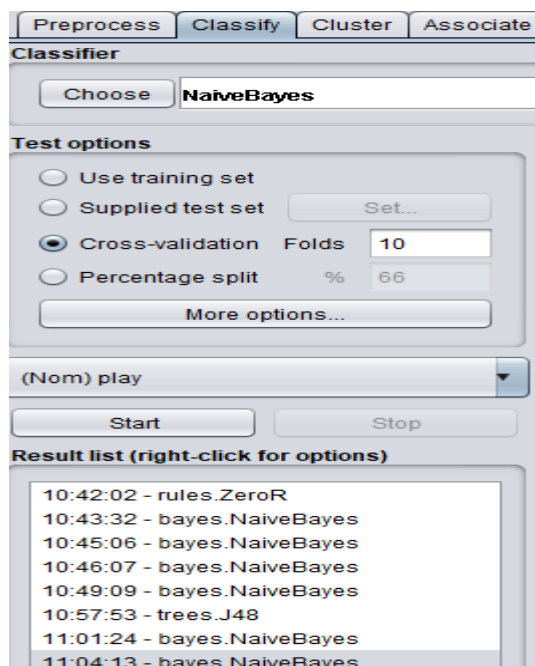 Preprocess Classify Cluster Associate
Classifier
Choose NaiveBayes
Test options
Use training set
Supplied test set Set...
Cross-validation Folds 10
Percentage split % 66
More options...
(Nom) play
Start Stop
Result list (right-click for options)
10:42:02 - rules.ZeroR
10:43:32 - bayes.NaiveBayes
10:45:06 - bayes.NaiveBayes
10:46:07 - bayes.NaiveBayes
10:49:09 - bayes.NaiveBayes
10:57:53 - trees.J48
11:01:24 - bayes.NaiveBayes
11:04:13 - bayes.NaiveBayes